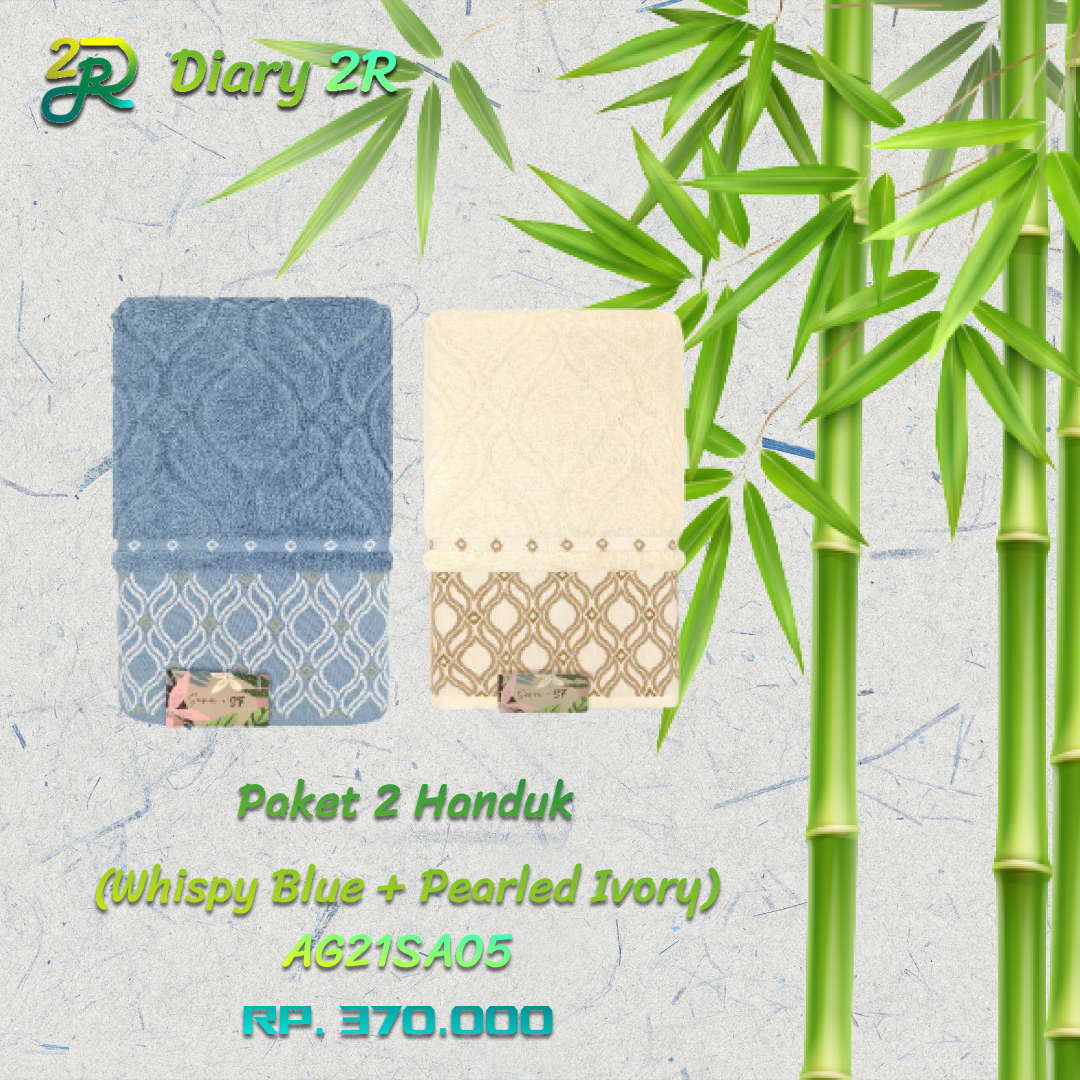 2R Diary 2R
Paket 2 Handuk
(Whispy Blue + Pearled Ivory)
AG21SA05
RP. 370.000